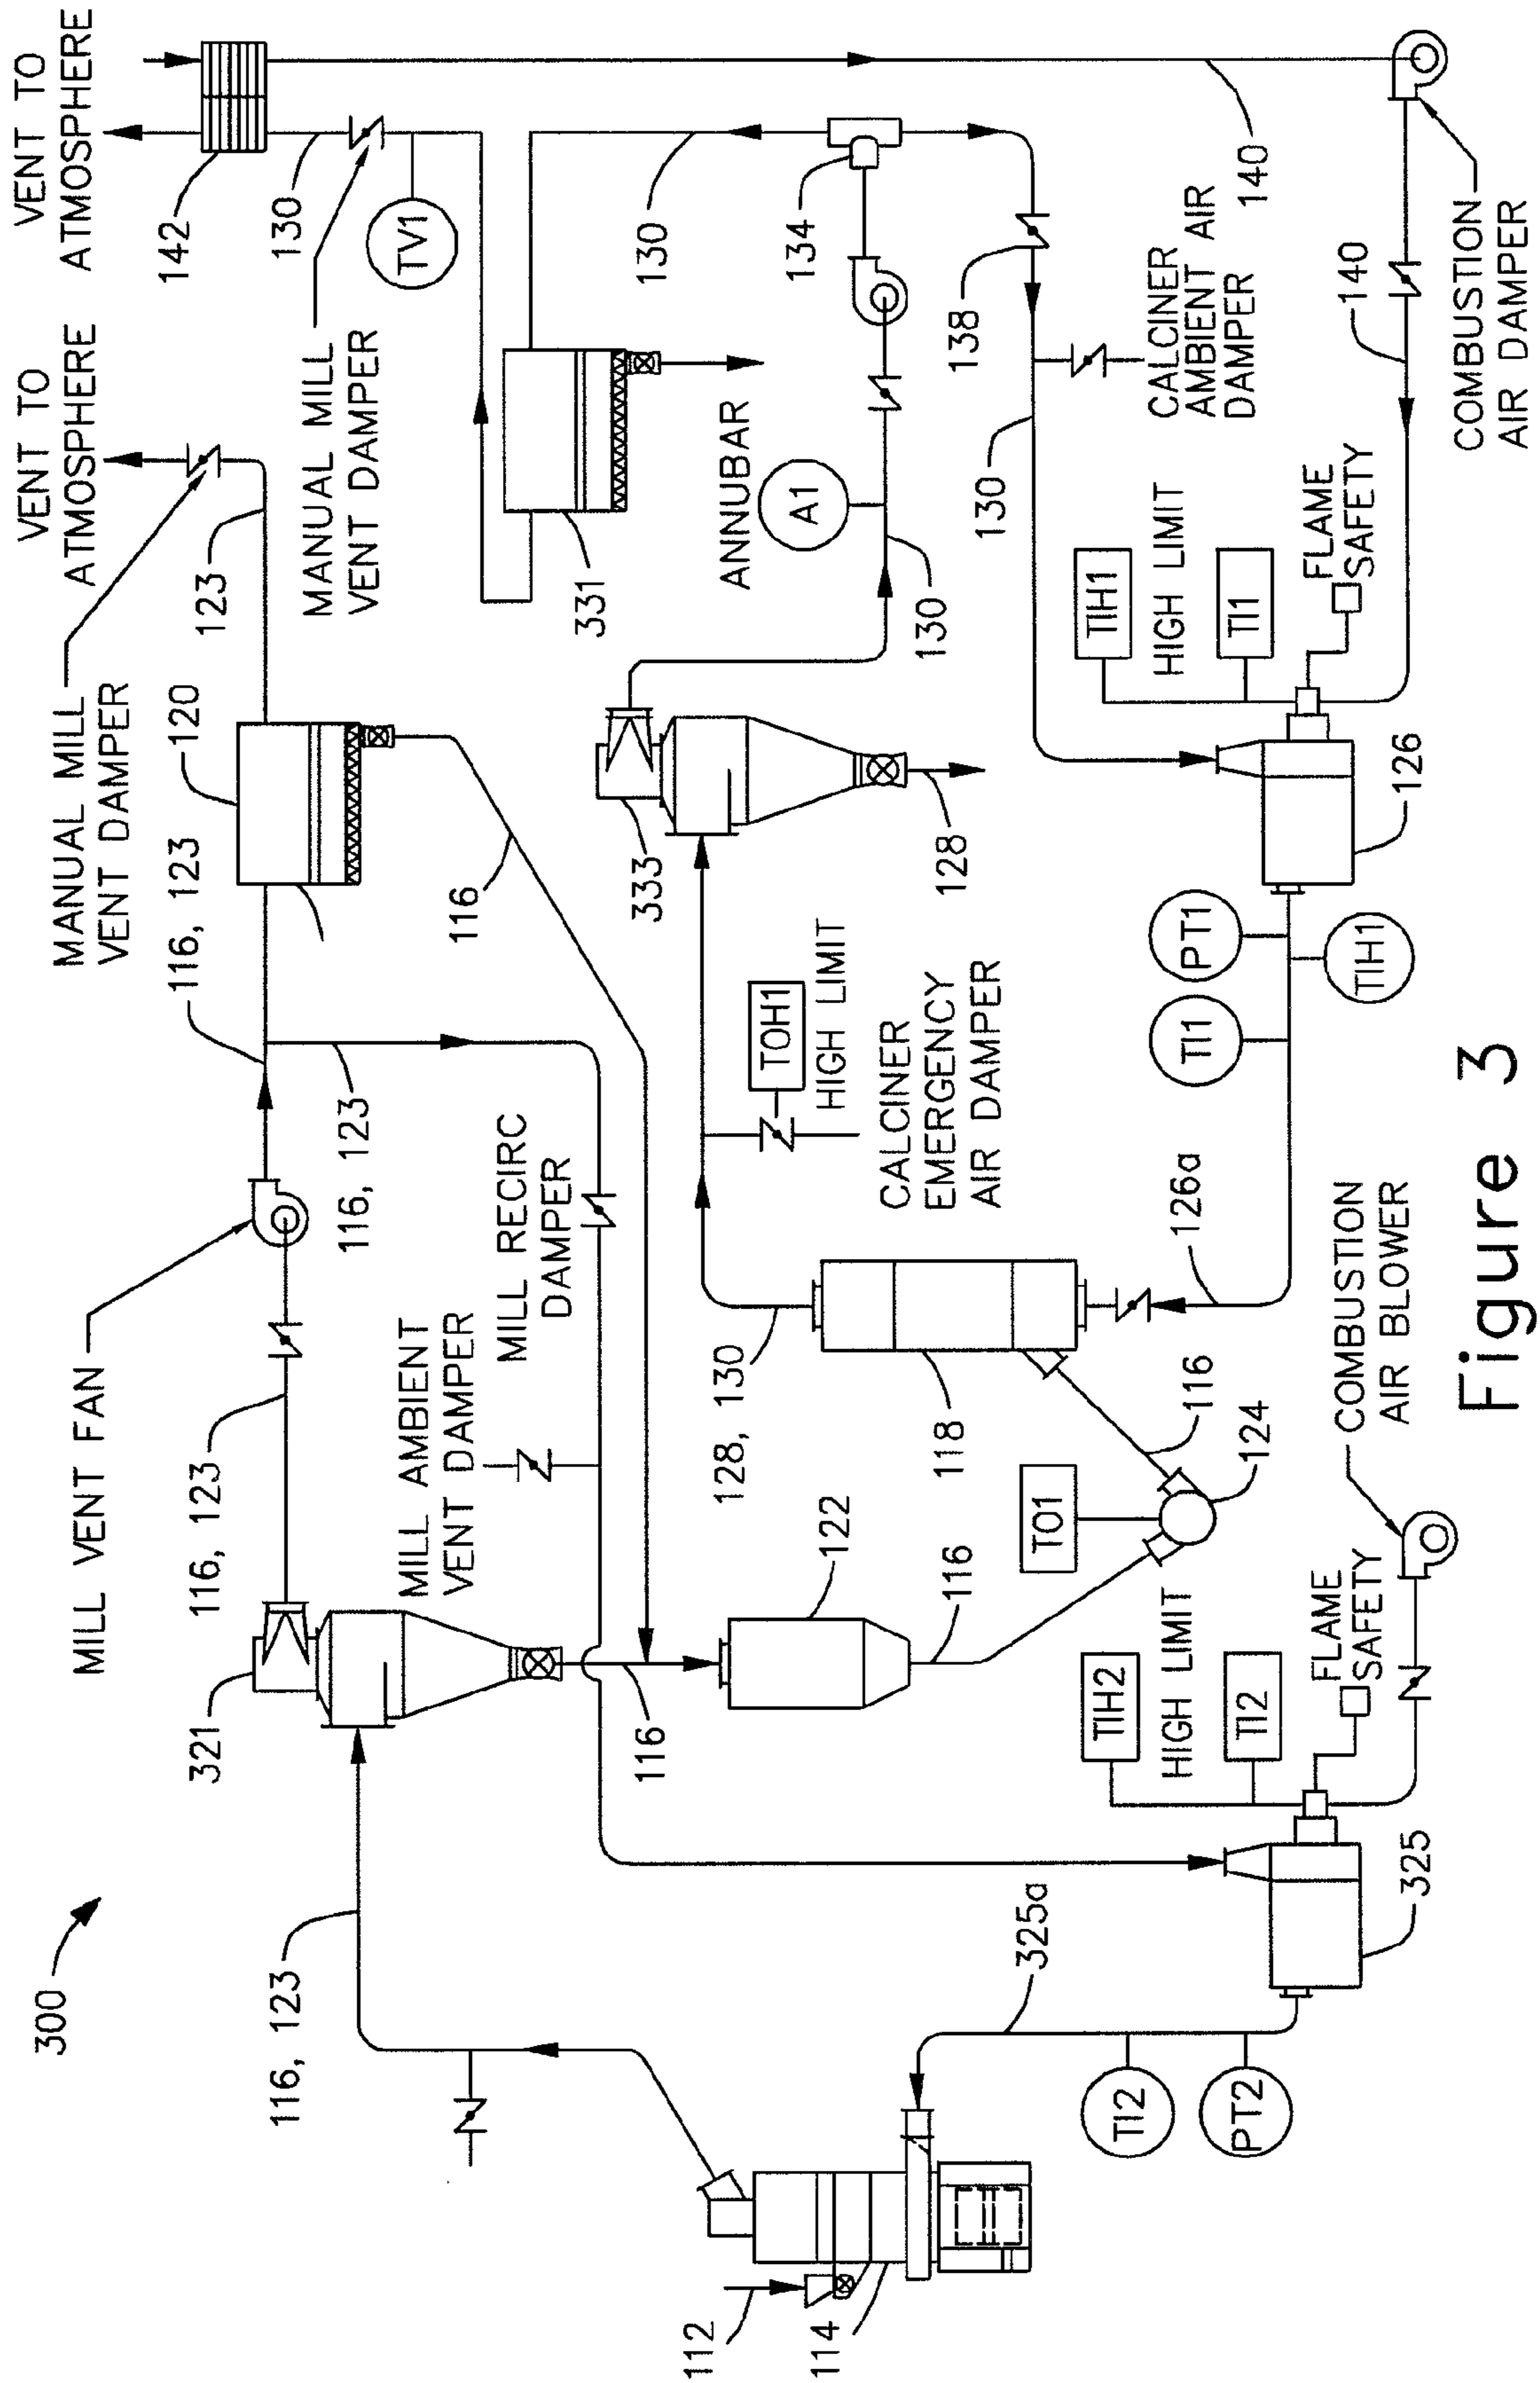 300
116, 123
321
MILL VENT FAN
116, 123
116, 123
116, 123
MANUAL MILL
VENT DAMPER
120
123
VENT TO
ATMOSPHERE
VENT TO
ATMOSPHERE
142
130
MANUAL MILL
VENT DAMPER
TV1
331
116
MILL AMBIENT
VENT DAMPER
MILL RECIRC
DAMPER
116
122
116
TO1
124
116
118
128, 130
TOH1
HIGH LIMIT
CALCINER
EMERGENCY
AIR DAMPER
333
128
ANNUBAR
A1
130
134
130
138
130
CALCINER
AMBIENT AIR
DAMPER
140
140
COMBUSTION
AIR DAMPER
TIH1
HIGH LIMIT
TI1
FLAME
SAFETY
126
PT1
TI1
TIH1
126a
COMBUSTION
AIR BLOWER
TIH2
HIGH LIMIT
TI2
FLAME
SAFETY
325
325a
TI2
PT2
112
114
Figure 3